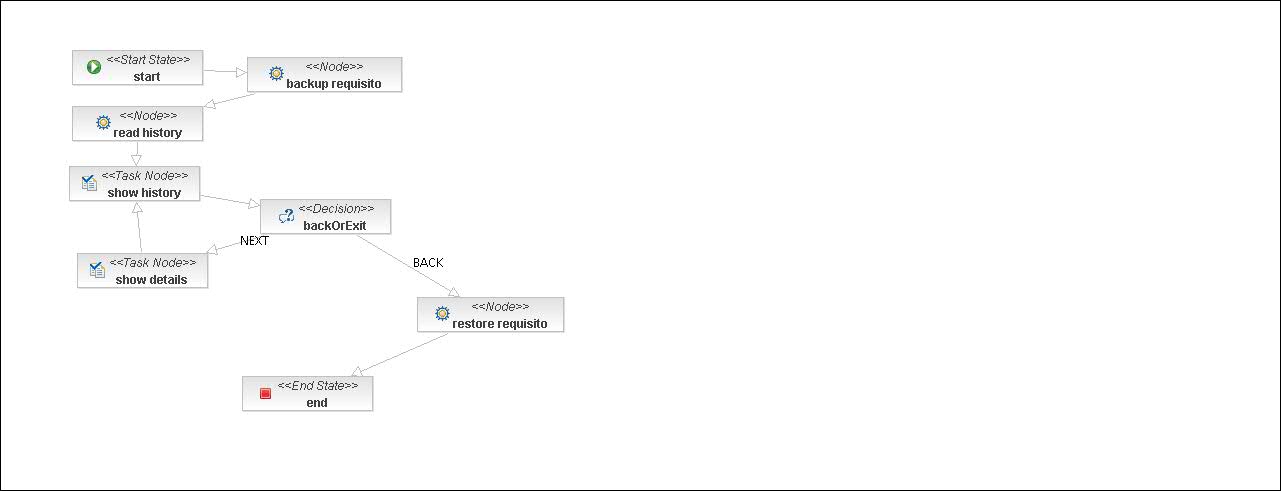 <<Start State>>
start
<<Node>>
backup requisito
<<Node>>
read history
<<Task Node>>
show history
<<Decision>>
backOrExit
NEXT
BACK
<<Task Node>>
show details
<<Node>>
restore requisito
<<End State>>
end